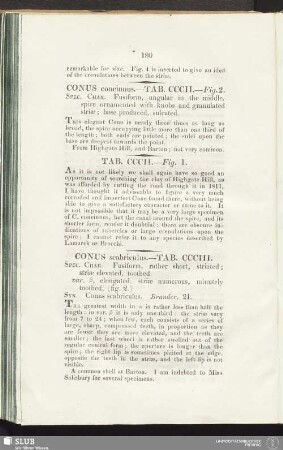 180
remarkable for size. Fig. 4 is inverted to give an idea
of the crenulations between the striæ.
CONUS concinnus. TAB. CCCII.—Fig. 2.
Spec. Char. Fusiform, angular in the middle,
spire ornamented with limbs and granulated
striæ; base produced, sulcated.
This elegant Cone is nearly three times as long as
broad, the spire occupying little more than one third of
the length; both ends are pointed; the sulci upon the
base are deepest towards the point.
From Highgate Hill, and Barton; not very common.
TAB. CCCII.—Fig. 1.
As it is not likely we shall again have so good an
opportunity of searching the clay of Highgate Hill, as
was afforded by cutting the road through it in 1811,
I have thought it advisable to figure a very much
corroded and imperfect Cone found there, without being
able to give a satisfactory character or name to it. It
is not impossible that it may be a very large specimen
of C. concinnus, but the canal around the spire, and its
shorter form, render it doubtful; there are obscure in-
dications of tubercles or large crenulations upon the
spire: I cannot refer it to any species described by
Lamarck or Brocchi.
CONUS scabriculus.—TAB. CCCIII.
Spec. Char. Fusiform, rather short, striated;
striæ elevated, toothed.
var. β, elongated, striæ numerous, minutely
toothed, (fig. 2.)
Syn. Conus scabriculus. Brander, 21.
The greatest width in α is rather less than half the
length; in var. β it is only one third: the striæ vary
from 7 to 24; when few, each consists of a series of
large, sharp, compressed teeth, in proportion as they
are fewer they are more elevated, and the teeth are
smaller; the last whorl is rather swelled out of the
regular conical form; the aperture is longer than the
spire; the right lip is sometimes plaited at the edge,
opposite the teeth in the striæ, and the left lip is not
visible.
A common shell at Barton. I am indebted to Miss
Salisbury for several specimens.
SLUB
Wir führen Wissen.
UNIVERSITÄTSBIBLIOTHEK
FREIBERG